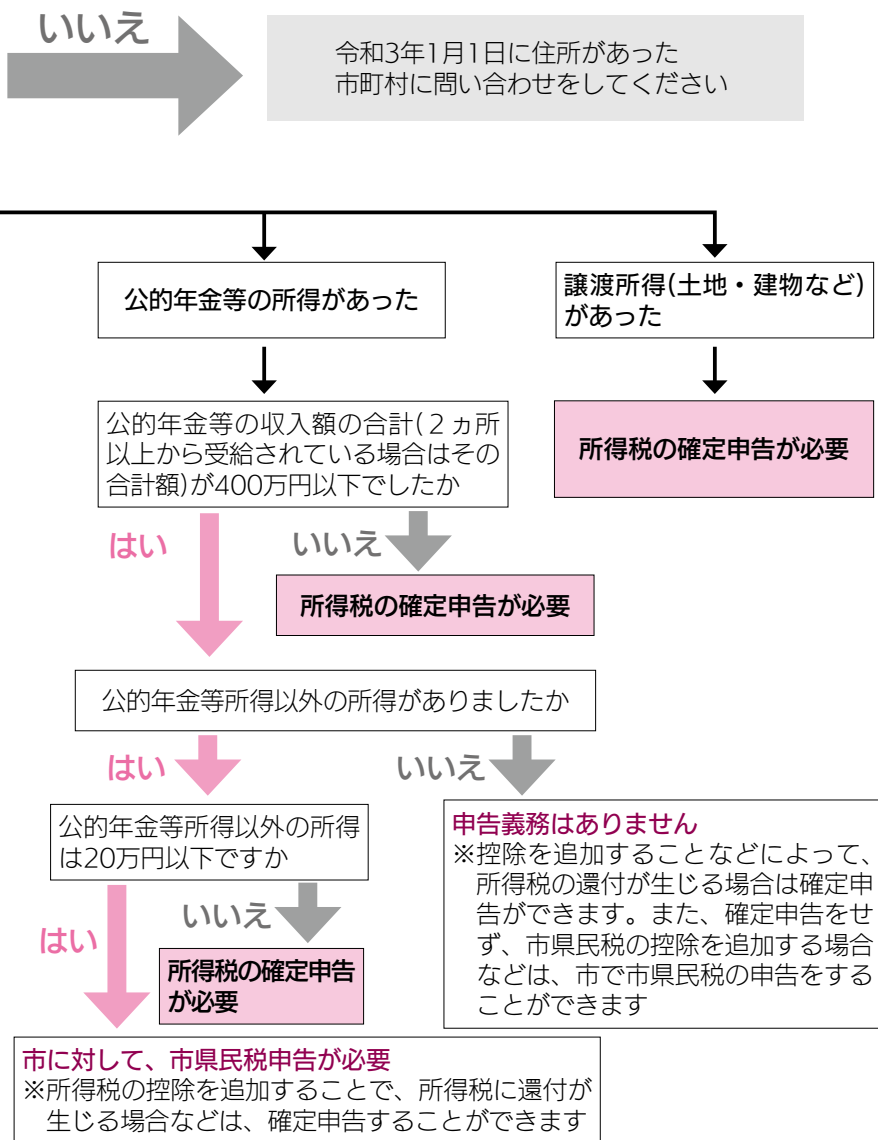 いいえ
令和3年1月1日に住所があった
市町村に問い合わせをしてください
公的年金等の所得があった
譲渡所得(土地・建物など)
があった
公的年金等の収入額の合計(２ヵ所
以上から受給されている場合はその
合計額)が400万円以下でしたか
所得税の確定申告が必要
はい
いいえ
所得税の確定申告が必要
公的年金等所得以外の所得がありましたか
はい
いいえ
公的年金等所得以外の所得
は20万円以下ですか
申告義務はありません
※控除を追加することなどによって、
所得税の還付が生じる場合は確定申
告ができます。また、確定申告をせ
ず、市県民税の控除を追加する場合
などは、市で市県民税の申告をする
ことができます
はい
いいえ
所得税の確定申告
が必要
市に対して、市県民税申告が必要
※所得税の控除を追加することで、所得税に還付が
生じる場合などは、確定申告することができます